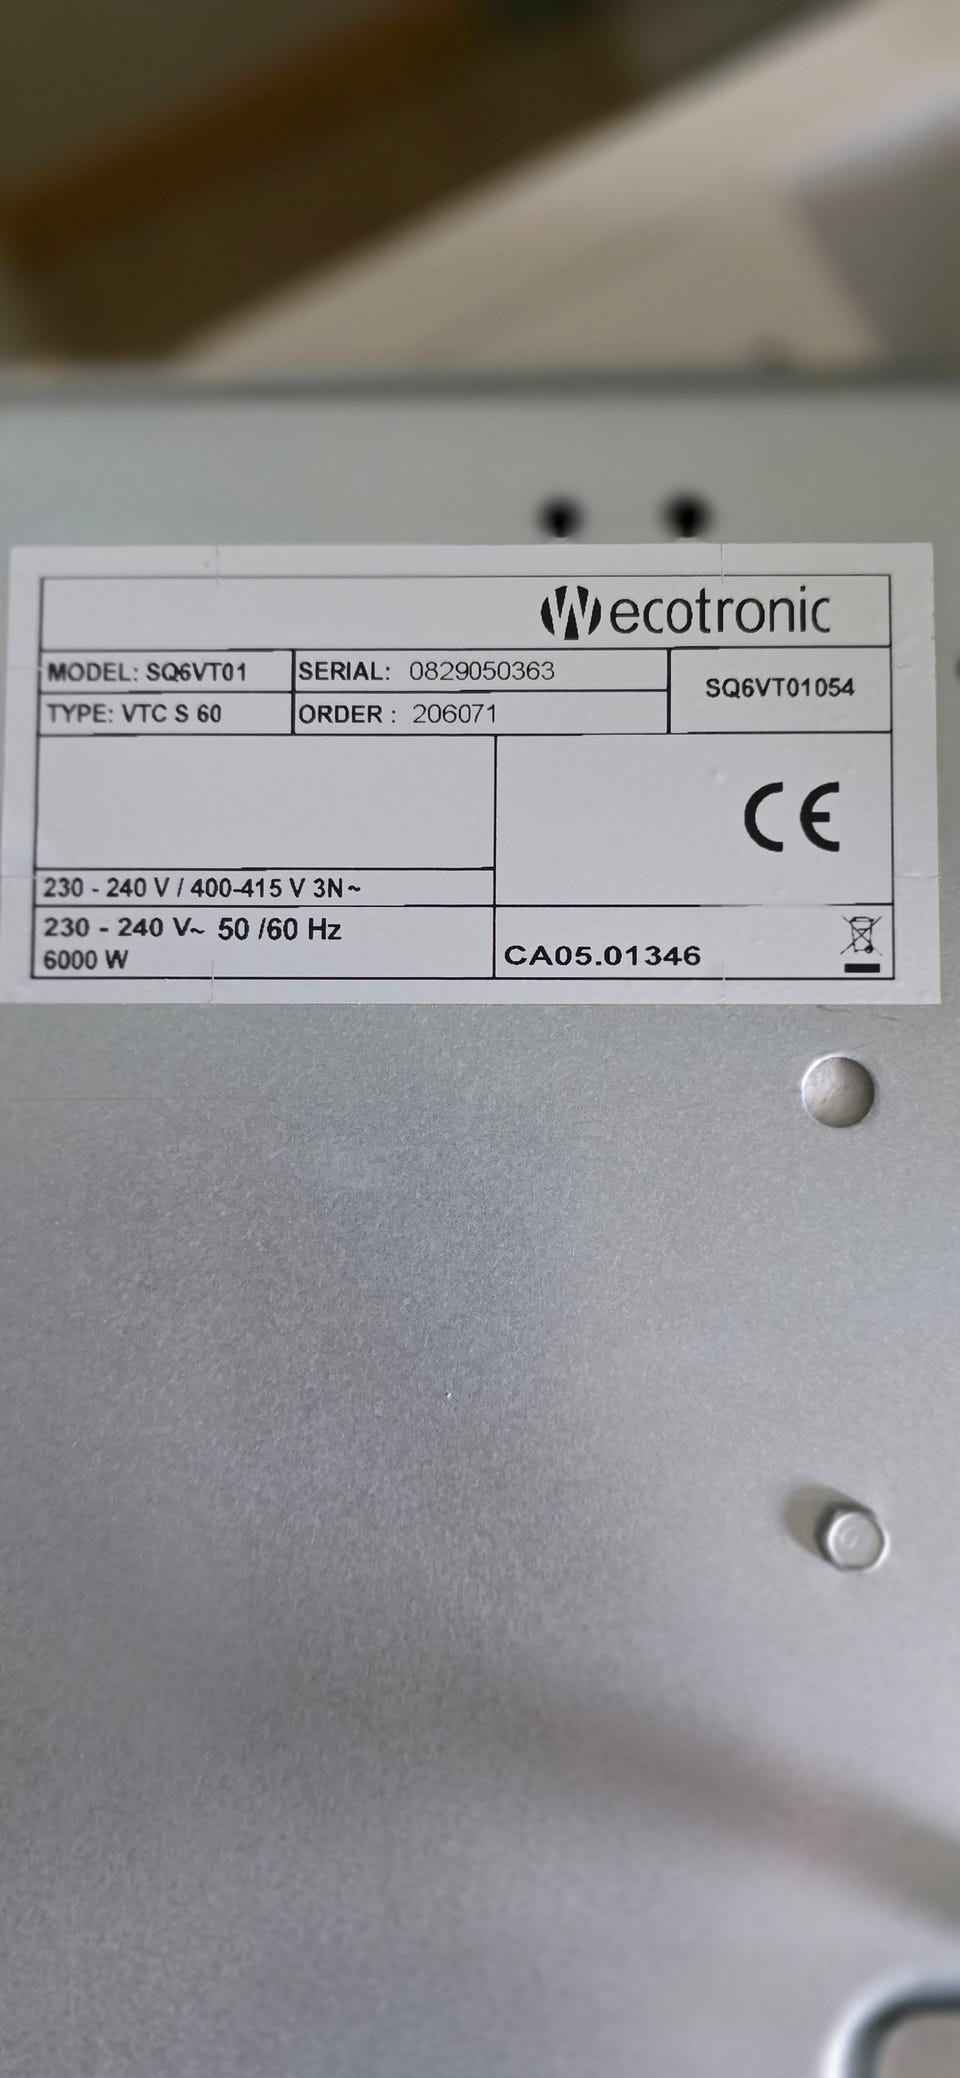 Wecotronic
MODEL: SQ6VT01
SERIAL: 0829050363
SQ6VT01054
TYPE: VTC S 60
ORDER : 206071
CE
230 - 240 V / 400-415 V 3N~
230 - 240 V~ 50 /60 Hz
6000 W
CA05.01346